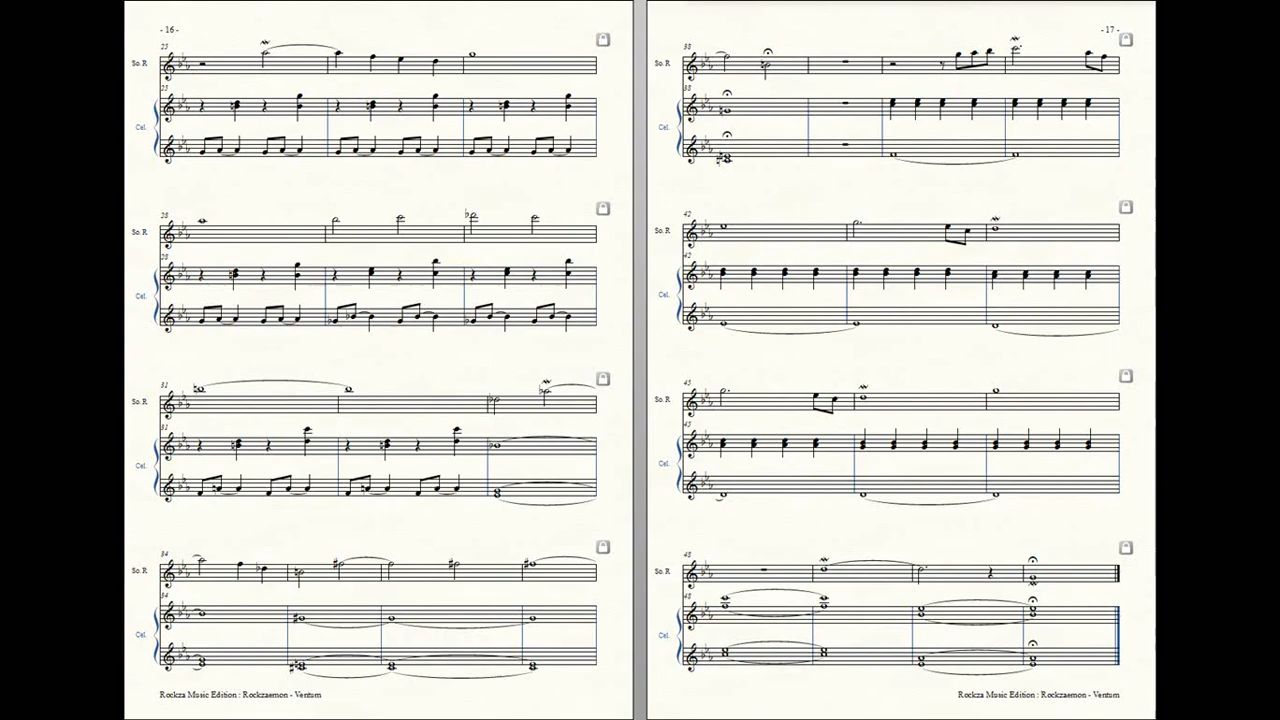 - 16 -
25
So. R
25
Cel.
28
So. R
28
Cel.
31
So. R
31
Cel.
34
So. R
34
Cel.
Rockza Music Edition : Rockzaemon - Ventum
- 17 -
38
So. R
38
Cel.
42
So. R
42
Cel.
45
So. R
45
Cel.
48
So. R
48
Cel.
Rockza Music Edition : Rockzaemon - Ventum